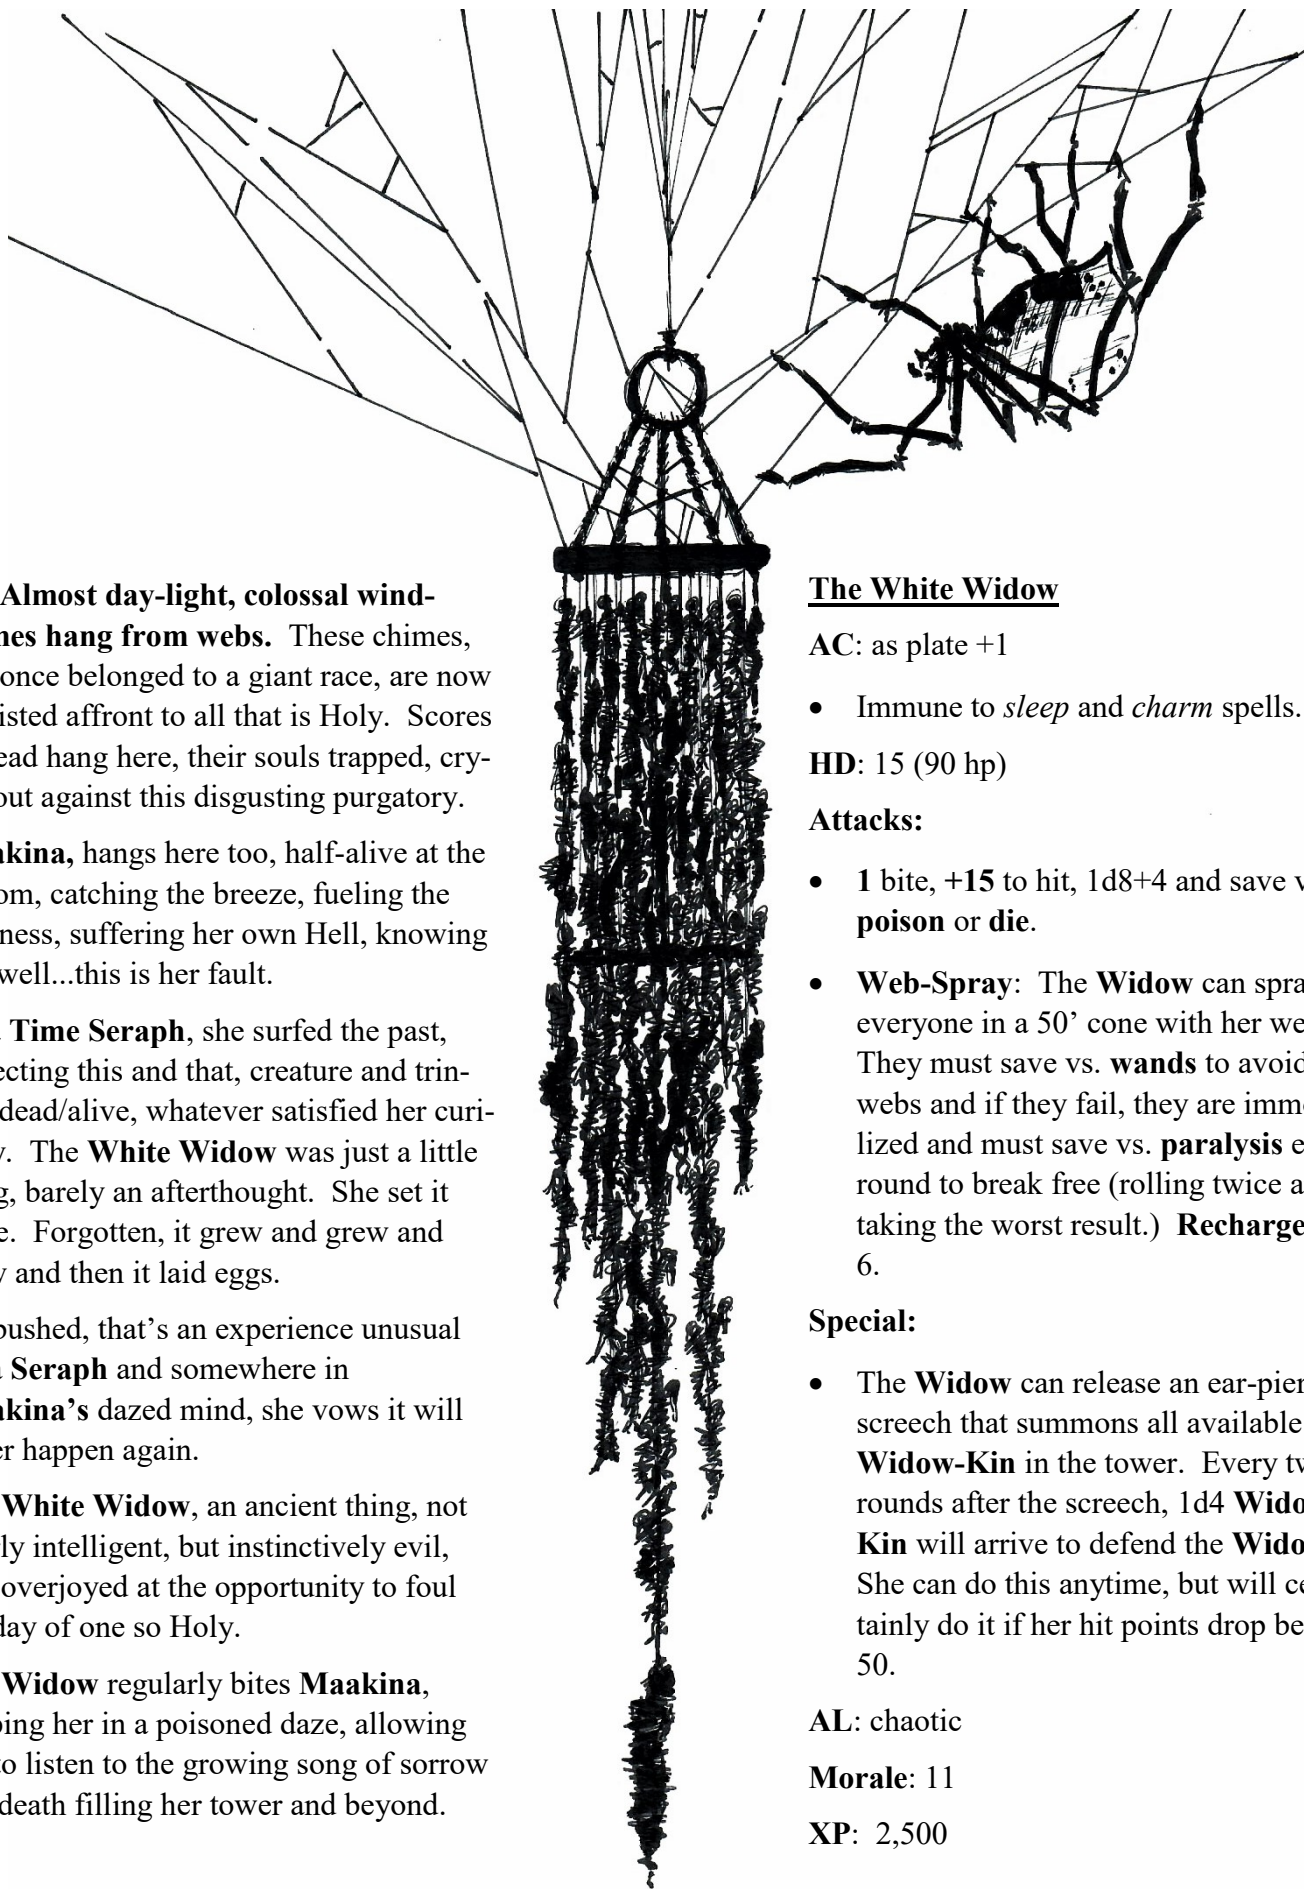 Almost day-light, colossal wind-
nes hang from webs.  These chimes,
once belonged to a giant race, are now
isted affront to all that is Holy.  Scores
ead hang here, their souls trapped, cry-
out against this disgusting purgatory.
akina, hangs here too, half-alive at the
om, catching the breeze, fueling the
ness, suffering her own Hell, knowing
well...this is her fault.
Time Seraph, she surfed the past,
ecting this and that, creature and trin-
dead/alive, whatever satisfied her curi-
y.  The White Widow was just a little
g, barely an afterthought.  She set it
e.  Forgotten, it grew and grew and
y and then it laid eggs.
bushed, that's an experience unusual
a Seraph and somewhere in
akina's dazed mind, she vows it will
er happen again.
White Widow, an ancient thing, not
ly intelligent, but instinctively evil,
overjoyed at the opportunity to foul
day of one so Holy.
Widow regularly bites Maakina,
ping her in a poisoned daze, allowing
to listen to the growing song of sorrow
death filling her tower and beyond.
The White Widow
AC: as plate +1
• Immune to sleep and charm spells.
HD: 15 (90 hp)
Attacks:
• 1 bite, +15 to hit, 1d8+4 and save v
poison or die.
• Web-Spray:  The Widow can spra
everyone in a 50’ cone with her we
They must save vs. wands to avoid
webs and if they fail, they are immo
lized and must save vs. paralysis e
round to break free (rolling twice a
taking the worst result.)  Recharge
6.
Special:
• The Widow can release an ear-pier
screech that summons all available
Widow-Kin in the tower.  Every tw
rounds after the screech, 1d4 Wido
Kin will arrive to defend the Wido
She can do this anytime, but will ce
tainly do it if her hit points drop be
50.
AL: chaotic
Morale: 11
XP:  2,500